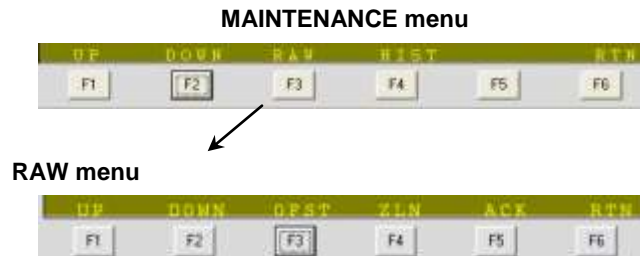 MAINTENANCE menu
UP DOWN RAW HIST RTN
F1 F2 F3 F4 F5 F6
RAW menu
UP DOWN OFST ZLN ACK RTN
F1 F2 F3 F4 F5 F6